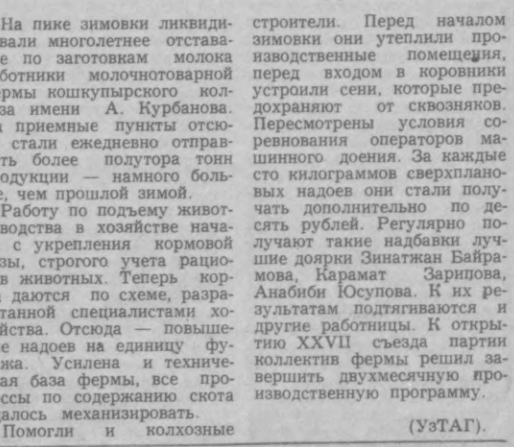 На пике зимовки ликвиди-
вали многолетнее отстава-
е по заготовкам молока
ботники молочнотоварной
рмы кошкупырского кол-
за имени А. Курбанова.
приемные пункты отсю-
стали ежедневно отправ-
ть более полутора тонн
одукции — намного боль-
е, чем прошлой зимой.
Работу по подъему живот-
водства в хозяйстве нача-
с укрепления кормовой
зы, строгого учета рацио-
в животных. Теперь кор-
даются по схеме, разра-
танной специалистами хо-
йства. Отсюда — повыше-
е надоев на единицу фу-
жа. Усилена и техниче-
ая база фермы, все про-
ссы по содержанию скота
алось механизировать.
Помогли и колхозные
строители. Перед началом
зимовки они утеплили про-
изводственные помещения,
перед входом в коровники
устроили сени, которые пре-
дохраняют от сквозняков.
Пересмотрены условия со-
ревнования операторов ма-
шинного доения. За каждые
сто килограммов сверхплано-
вых надоев они стали полу-
чать дополнительно по де-
сять рублей. Регулярно по-
лучают такие надбавки луч-
шие доярки Зинатжан Байра-
мова, Карамат Зарипова,
Анабиби Юсупова. К их ре-
зультатам подтягиваются и
другие работницы. К откры-
тию XXVII съезда партии
коллектив фермы решил за-
вершить двухмесячную про-
изводственную программу.
(УзТАГ).